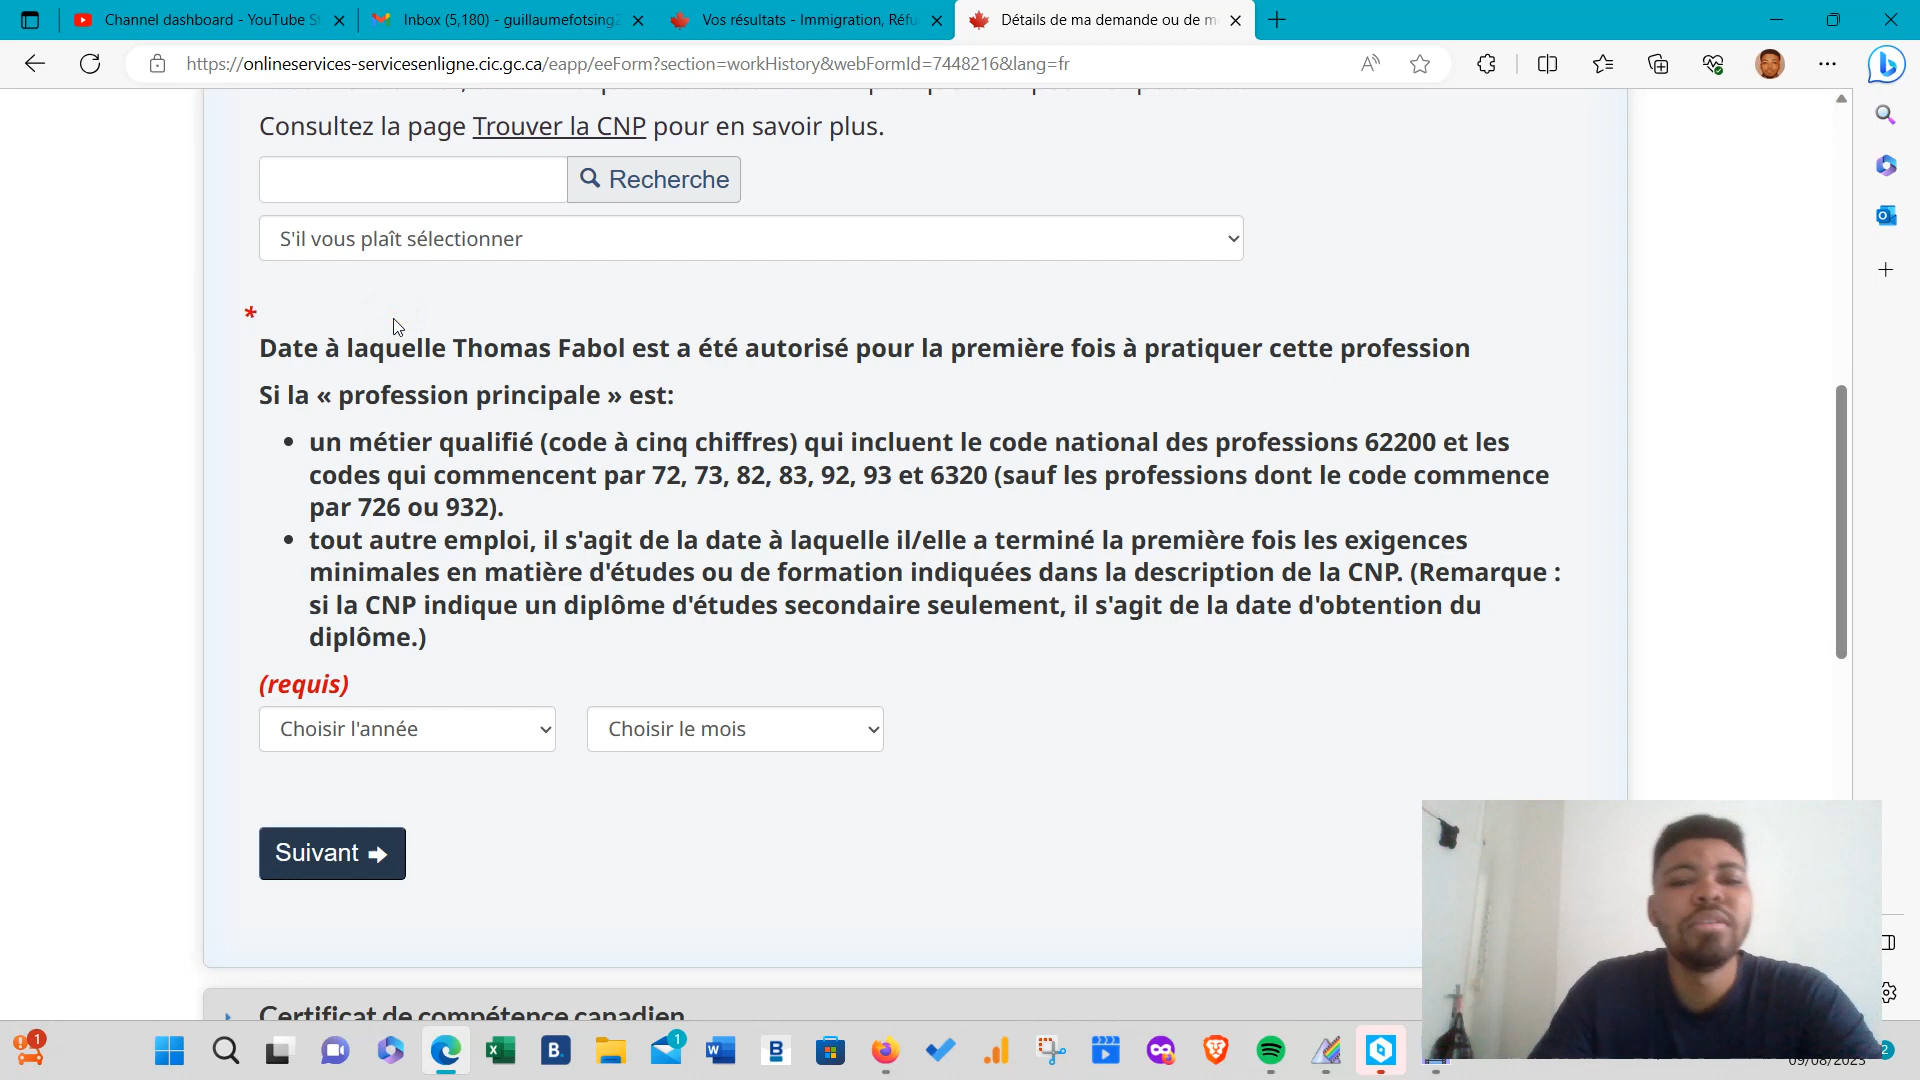 Channel dashboard - YouTube S
Inbox (5,180) - guillaumefotsing
Vos résultats - Immigration, Réfu
Détails de ma demande ou de m
https://onlineservices-servicesenligne.cic.gc.ca/eapp/eeForm?section=workHistory&webFormId=7448216&lang=fr
Consultez la page Trouver la CNP pour en savoir plus.
Recherche
S'il vous plaît sélectionner
*
Date à laquelle Thomas Fabol est a été autorisé pour la première fois à pratiquer cette profession
Si la « profession principale » est:
• un métier qualifié (code à cinq chiffres) qui incluent le code national des professions 62200 et les
codes qui commencent par 72, 73, 82, 83, 92, 93 et 6320 (sauf les professions dont le code commence
par 726 ou 932).
• tout autre emploi, il s'agit de la date à laquelle il/elle a terminé la première fois les exigences
minimales en matière d'études ou de formation indiquées dans la description de la CNP. (Remarque :
si la CNP indique un diplôme d'études secondaire seulement, il s'agit de la date d'obtention du
diplôme.)
(requis)
Choisir l'année
Choisir le mois
Suivant
Certificat de compétence canadien
1
B.
1
W
B
09/08/2023
2